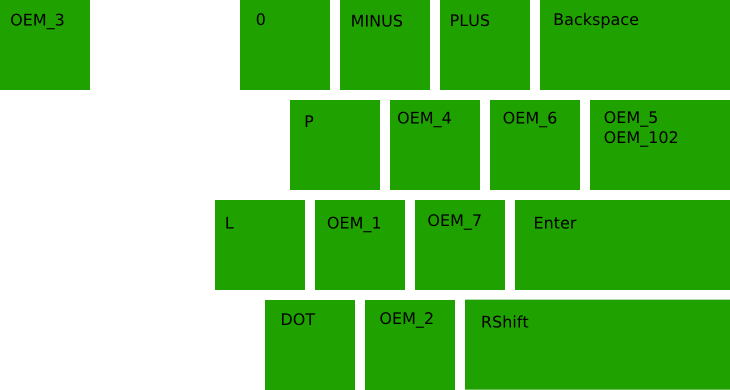 OEM_3
0
MINUS
PLUS
Backspace
P
OEM_4
OEM_6
OEM_5
OEM_102
L
OEM_1
OEM_7
Enter
DOT
OEM_2
RShift